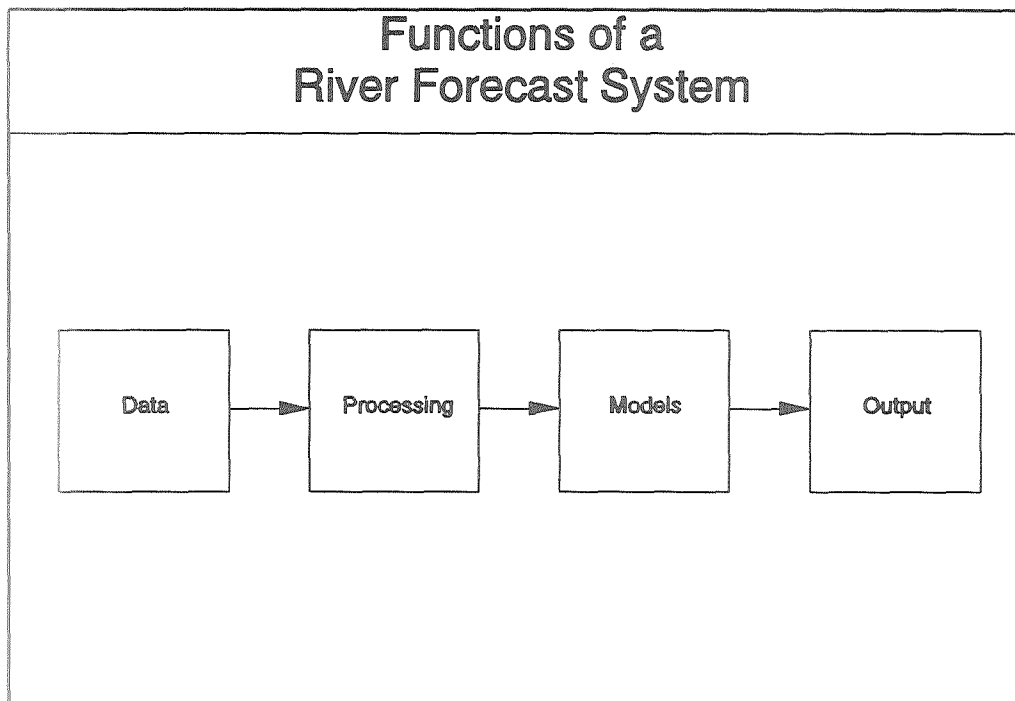 Functions of a
River Forecast System
Data
Processing
Models
Output